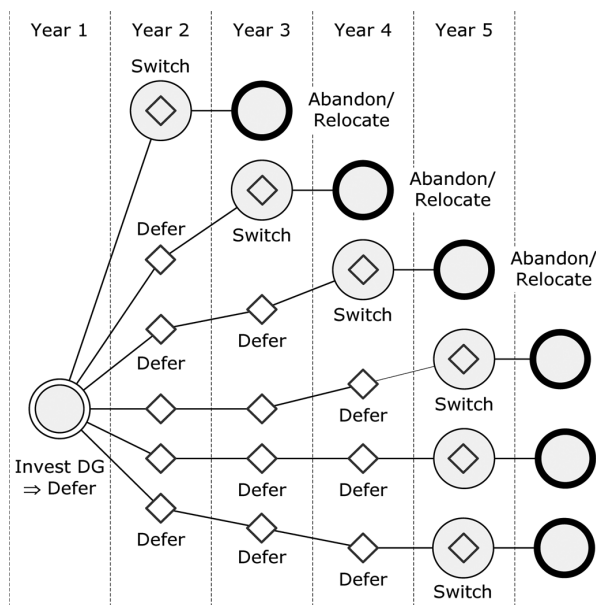 Year 1 Year 2 Year 3 Year 4 Year 5
Switch
Abandon/
Relocate
Abandon/
Relocate
Defer
Switch
Abandon/
Relocate
Switch
Defer
Defer
Defer
Switch
Invest DG
⇒ Defer
Defer
Defer
Defer
Defer
Defer
Switch